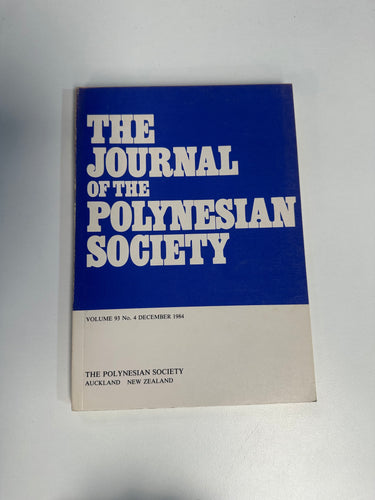 THE
JOURNAL
OF THE
POLYNESIAN
SOCIETY
VOLUME 93 No. 4 DECEMBER 1984
THE POLYNESIAN SOCIETY
AUCKLAND NEW ZEALAND